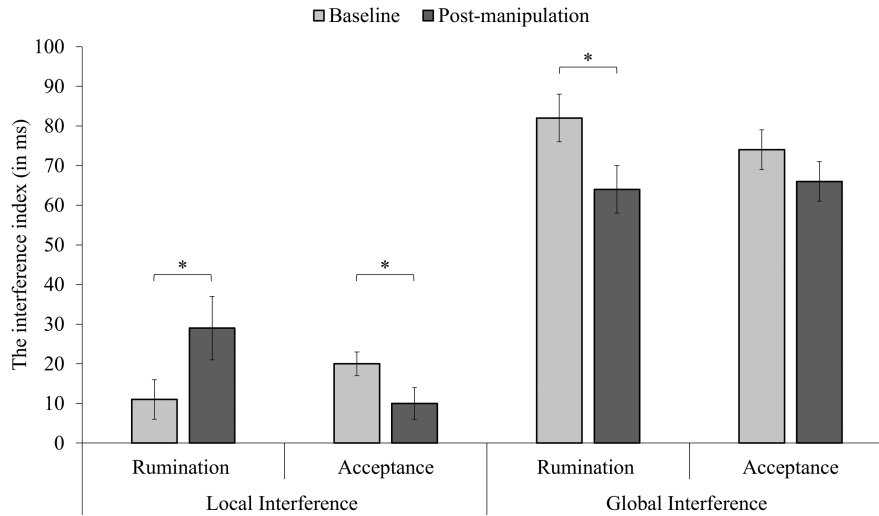 Baseline Post-manipulation
The interference index (in ms)
100
90
80
70
60
50
40
30
20
10
0
* * *
Rumination Acceptance Rumination Acceptance
Local Interference Global Interference